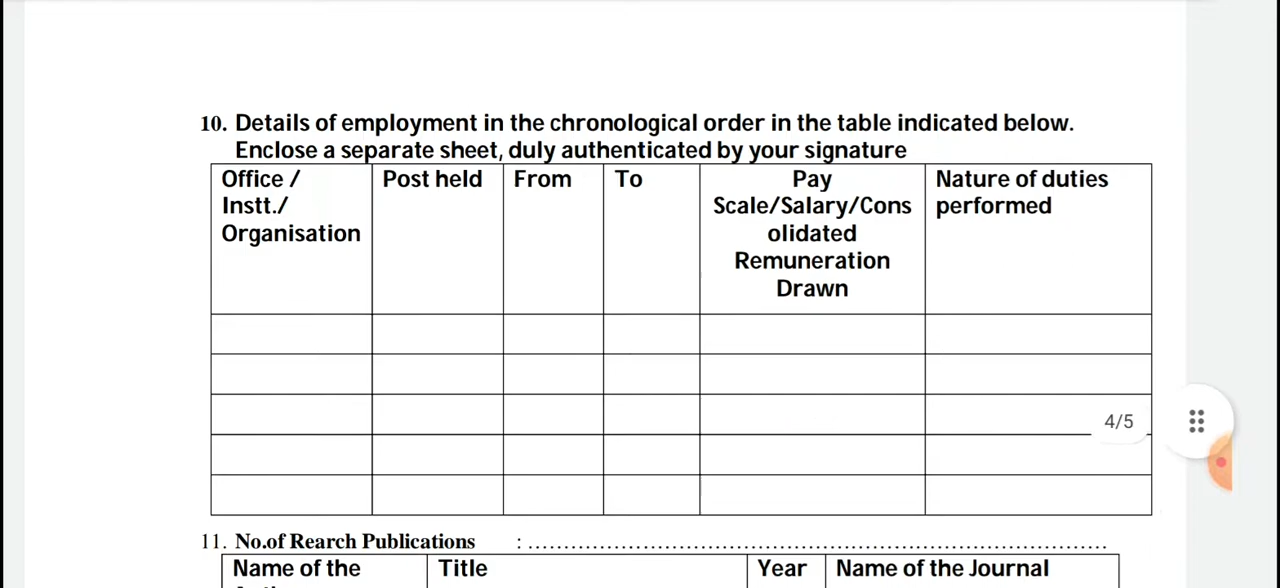 10. Details of employment in the chronological order in the table indicated below.
Enclose a separate sheet, duly authenticated by your signature
Office /
Instt./
Organisation
Post held
From
To
Pay
Scale/Salary/Cons
olidated
Remuneration
Drawn
Nature of duties
performed
4/5
11. No.of Rearch Publications : ................................................................................
Name of the
Title
Year
Name of the Journal